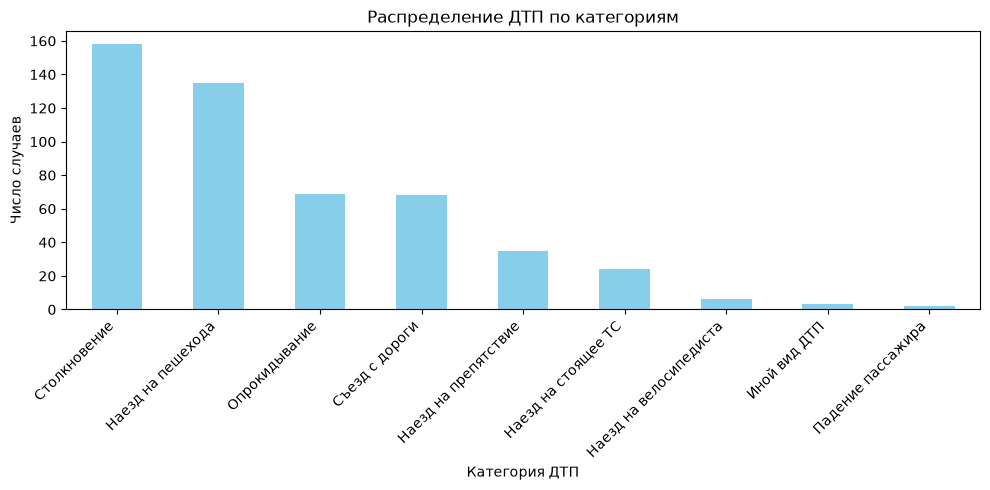 Распределение ДТП по категориям
Число случаев
160
140
120
100
80
60
40
20
0
Столкновение
Наезд на пешехода
Опрокидывание
Съезд с дороги
Наезд на препятствие
Наезд на стоящее ТС
Наезд на велосипедиста
Иной вид ДТП
Падение пассажира
Категория ДТП